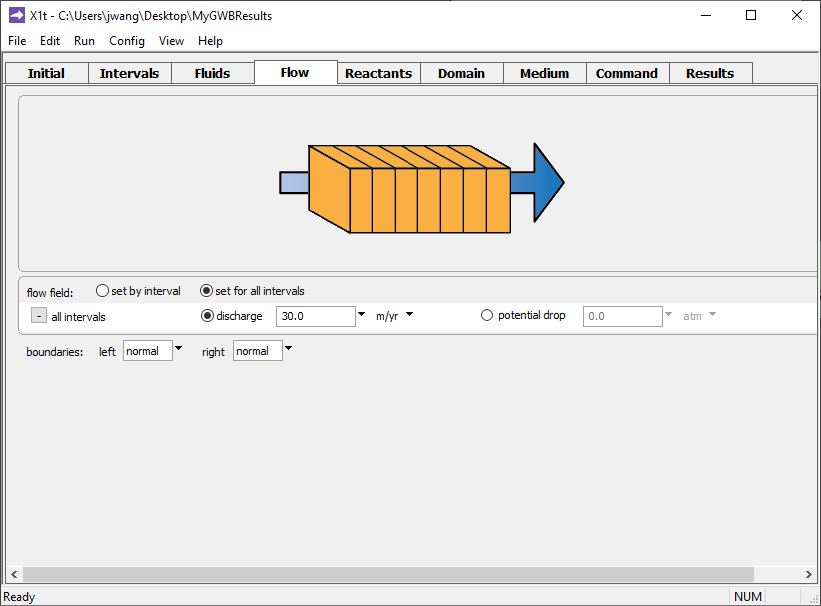 X1t - C:\Users\jwang\Desktop\MyGWBResults
File Edit Run Config View Help
Initial Intervals Fluids Flow Reactants Domain Medium Command Results
flow field: set by interval set for all intervals
- all intervals discharge 30.0 m/yr potential drop 0.0 atm
boundaries: left normal right normal
Ready NUM